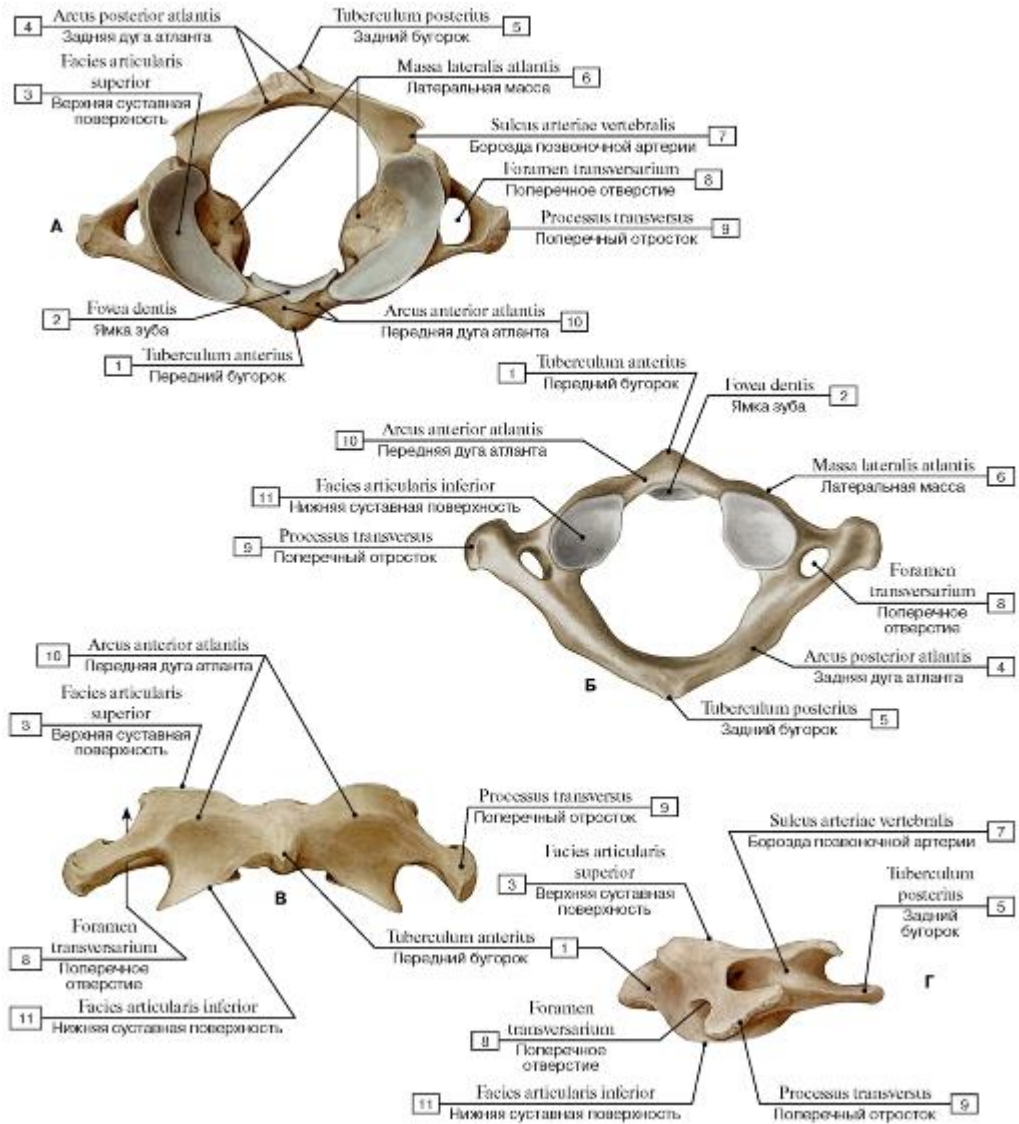 4
Arcus posterior atlantis
Задняя дуга атланта
Tuberculum posterius
Задний бугорок
5
Facies articularis
superior
3
Верхняя суставная
поверхность
Massa lateralis atlantis
Латеральная масса
6
Sulcus arteriae vertebralis
Борозда позвоночной артерии
7
Foramen transversarium
Поперечное отверстие
8
А
Processus transversus
Поперечный отросток
9
Fovea dentis
2
Ямка зуба
Arcus anterior atlantis
Передняя дуга атланта
10
1
Tuberculum anterius
Передний бугорок
1
Tuberculum anterius
Передний бугорок
Fovea dentis
Ямка зуба
2
10
Arcus anterior atlantis
Передняя дуга атланта
Massa lateralis atlantis
Латеральная масса
6
11
Facies articularis inferior
Нижняя суставная поверхность
9
Processus transversus
Поперечный отросток
Foramen
transversarium
Поперечное
отверстие
8
Arcus posterior atlantis
Задняя дуга атланта
4
Б
Tuberculum posterius
Задний бугорок
5
10
Arcus anterior atlantis
Передняя дуга атланта
Facies articularis
superior
3
Верхняя суставная
поверхность
Processus transversus
Поперечный отросток
9
В
Foramen
transversarium
8
Поперечное
отверстие
Tuberculum anterius
Передний бугорок
1
11
Facies articularis inferior
Нижняя суставная поверхность
Sulcus arteriae vertebralis
Борозда позвоночной артерии
7
Facies articularis
superior
3
Верхняя суставная
поверхность
Tuberculum
posterius
Задний
бугорок
5
Г
Foramen
transversarium
8
Поперечное
отверстие
11
Facies articularis inferior
Нижняя суставная поверхность
Processus transversus
Поперечный отросток
9